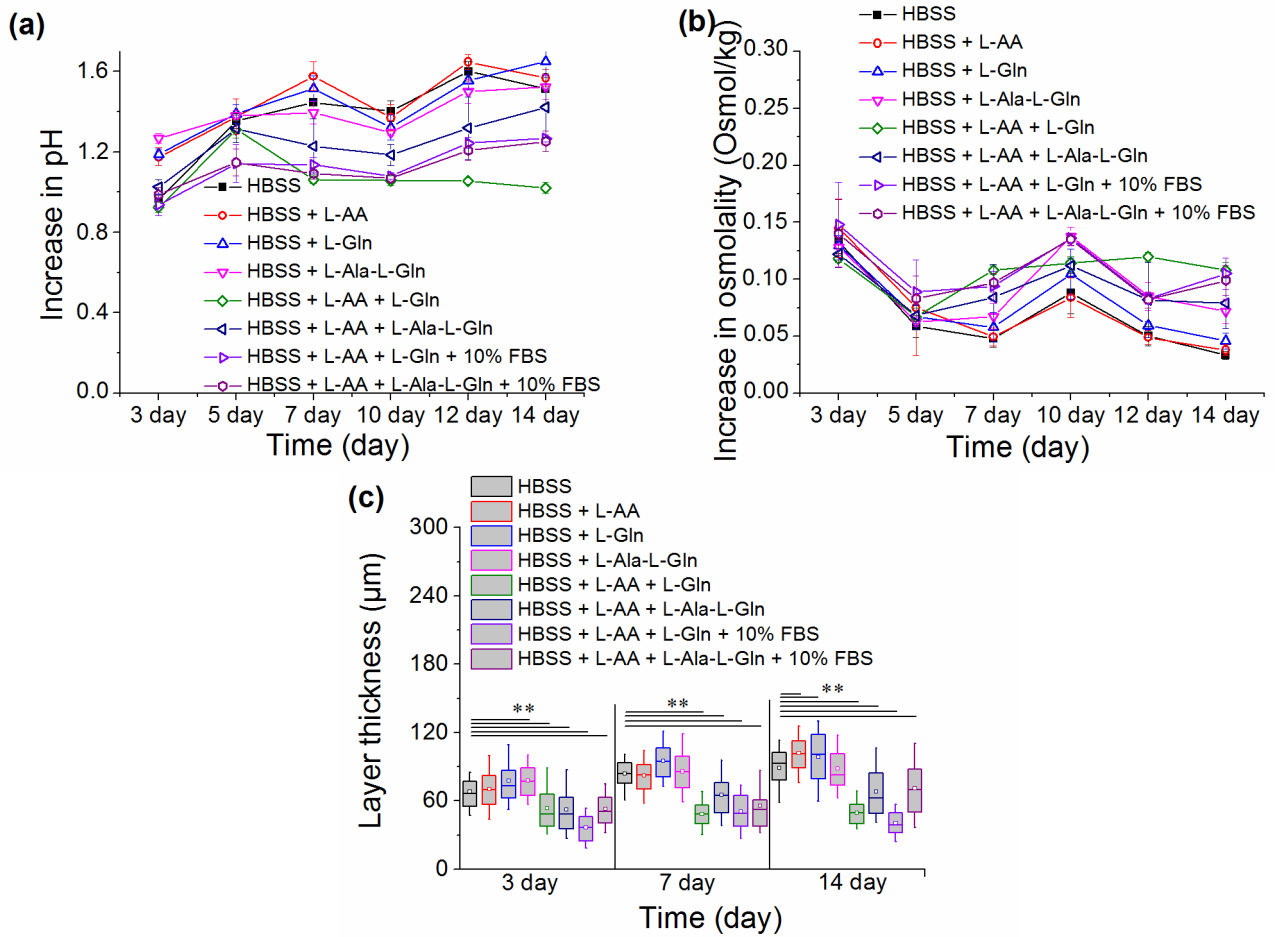 (a)
Increase in pH
1.6
1.2
0.8
0.4
0.0
HBSS
HBSS + L-AA
HBSS + L-Gln
HBSS + L-Ala-L-Gln
HBSS + L-AA + L-Gln
HBSS + L-AA + L-Ala-L-Gln
HBSS + L-AA + L-Gln + 10% FBS
HBSS + L-AA + L-Ala-L-Gln + 10% FBS
3 day 5 day 7 day 10 day 12 day 14 day
Time (day)
(b)
Increase in osmolality (Osmol/kg)
0.30
0.25
0.20
0.15
0.10
0.05
0.00
HBSS
HBSS + L-AA
HBSS + L-Gln
HBSS + L-Ala-L-Gln
HBSS + L-AA + L-Gln
HBSS + L-AA + L-Ala-L-Gln
HBSS + L-AA + L-Gln + 10% FBS
HBSS + L-AA + L-Ala-L-Gln + 10% FBS
3 day 5 day 7 day 10 day 12 day 14 day
Time (day)
(c)
Layer thickness (μm)
300
240
180
120
60
0
HBSS
HBSS + L-AA
HBSS + L-Gln
HBSS + L-Ala-L-Gln
HBSS + L-AA + L-Gln
HBSS + L-AA + L-Ala-L-Gln
HBSS + L-AA + L-Gln + 10% FBS
HBSS + L-AA + L-Ala-L-Gln + 10% FBS
** ** **
3 day 7 day 14 day
Time (day)